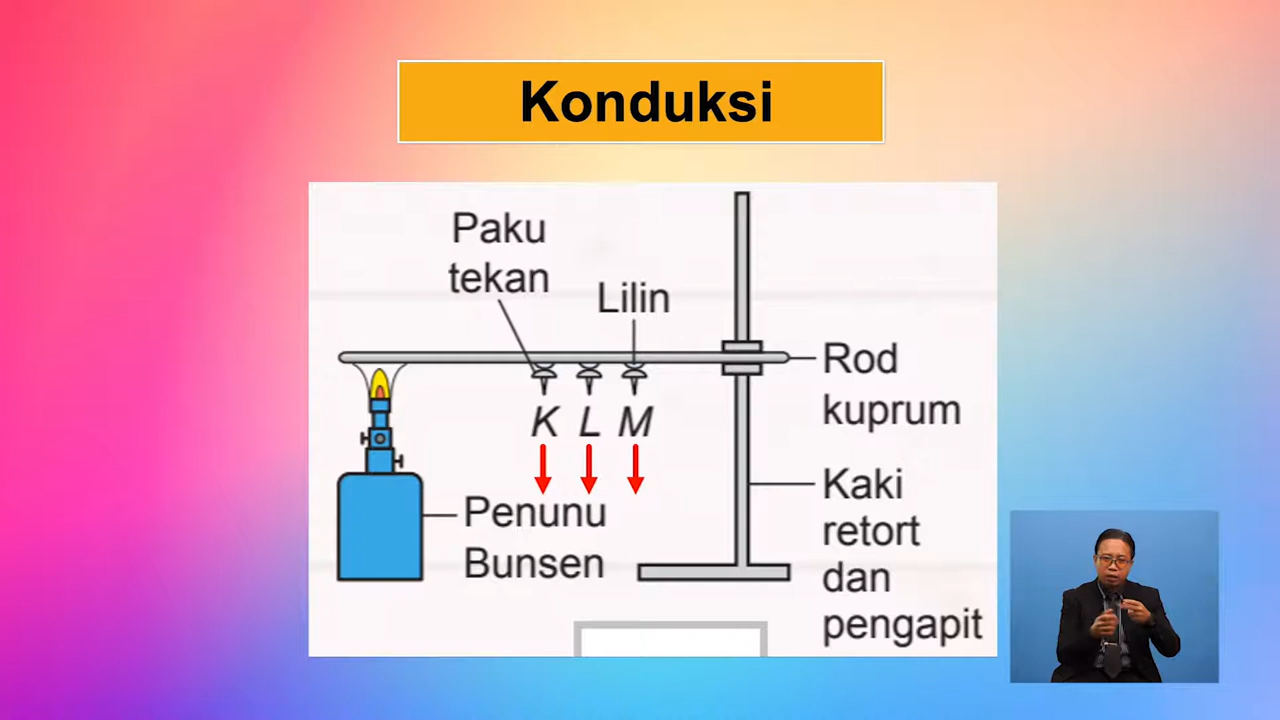 Konduksi
Paku
tekan
Lilin
Rod
kuprum
K L M
Kaki
retort
dan
pengapit
Penunu
Bunsen